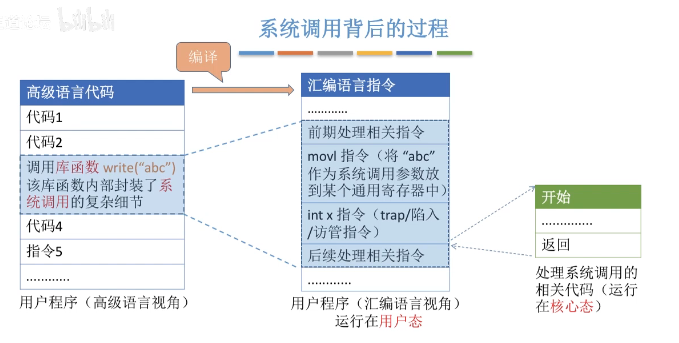 bilibili
系统调用背后的过程
编译
高级语言代码
代码1
代码2
调用库函数 write(“abc”)
该库函数内部封装了系
统调用的复杂细节
代码4
指令5
............
用户程序（高级语言视角）
汇编语言指令
............
前期处理相关指令
movl 指令（将 “abc”
作为系统调用参数放
到某个通用寄存器中）
int x 指令（trap/陷入
/访管指令）
后续处理相关指令
............
用户程序（汇编语言视角）
运行在用户态
开始
..............
返回
处理系统调用的
相关代码（运行
在核心态）